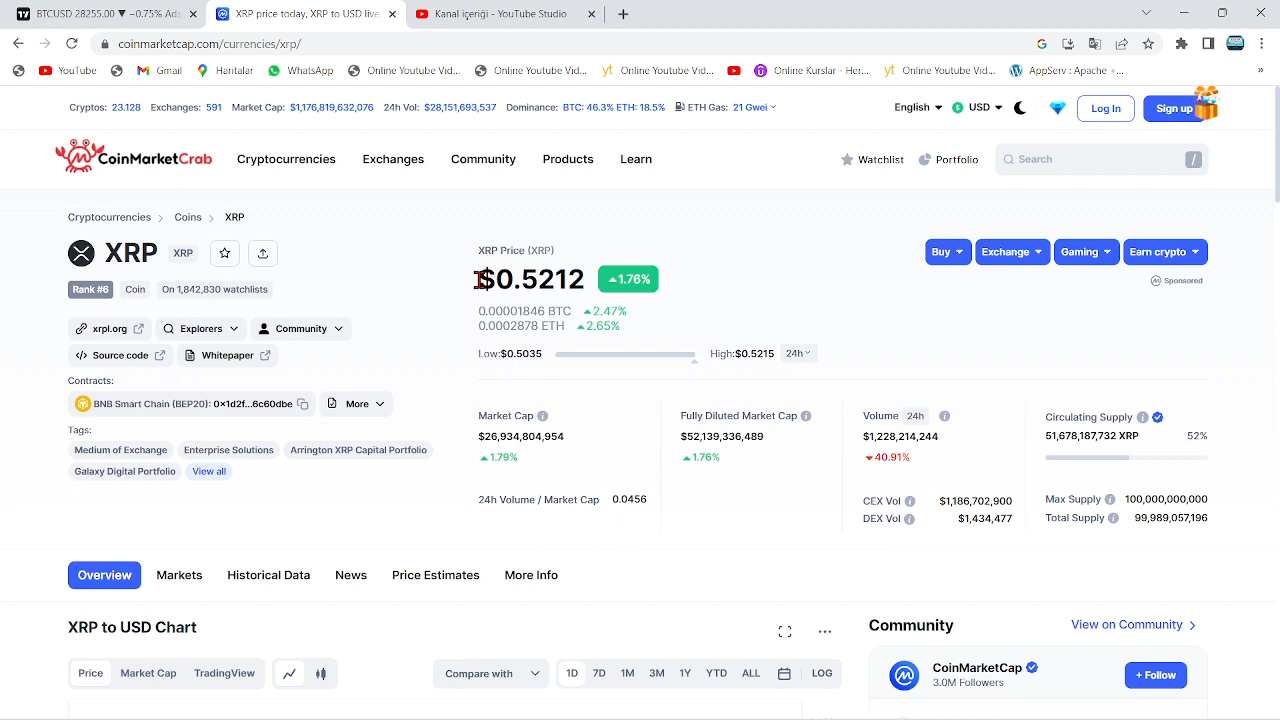 BTCUSD 28255.00 ▼ −0.75% Ads
XRP price today, XRP to USD live,
Kanal içeriği - YouTube Studio
coinmarketcap.com/currencies/xrp/
YouTube
Gmail
Haritalar
WhatsApp
Online Youtube Vid...
Online Youtube Vid...
Online Youtube Vid...
Online Kurslar - Her...
Online Youtube Vid...
AppServ : Apache +...
»
Cryptos: 23.128 Exchanges: 591 Market Cap: $1,176,819,632,076 24h Vol: $28,151,693,537 Dominance: BTC: 46.3% ETH: 18.5% ETH Gas: 21 Gwei
English
USD
Log In
Sign up
CoinMarketCrab
Cryptocurrencies
Exchanges
Community
Products
Learn
Watchlist
Portfolio
Search
/
Cryptocurrencies > Coins > XRP
XRP XRP
Rank #6
Coin
On 1,842,830 watchlists
xrpl.org
Explorers
Community
Source code
Whitepaper
Contracts:
BNB Smart Chain (BEP20): 0x1d2f...6c60dbe
More
Tags:
Medium of Exchange
Enterprise Solutions
Arrington XRP Capital Portfolio
Galaxy Digital Portfolio
View all
XRP Price (XRP)
$0.5212 ▲1.76%
0.00001846 BTC ▲2.47%
0.0002878 ETH ▲2.65%
Low:$0.5035
High:$0.5215
24h
Buy
Exchange
Gaming
Earn crypto
Sponsored
Market Cap
$26,934,804,954
▲1.79%
24h Volume / Market Cap 0.0456
Fully Diluted Market Cap
$52,139,336,489
▲1.76%
Volume 24h
$1,228,214,244
▼40.91%
CEX Vol $1,186,702,900
DEX Vol $1,434,477
Circulating Supply
51,678,187,732 XRP 52%
Max Supply 100,000,000,000
Total Supply 99,989,057,196
Overview
Markets
Historical Data
News
Price Estimates
More Info
XRP to USD Chart
Price
Market Cap
TradingView
Compare with
1D
7D
1M
3M
1Y
YTD
ALL
LOG
Community
View on Community >
CoinMarketCap
3.0M Followers
+ Follow